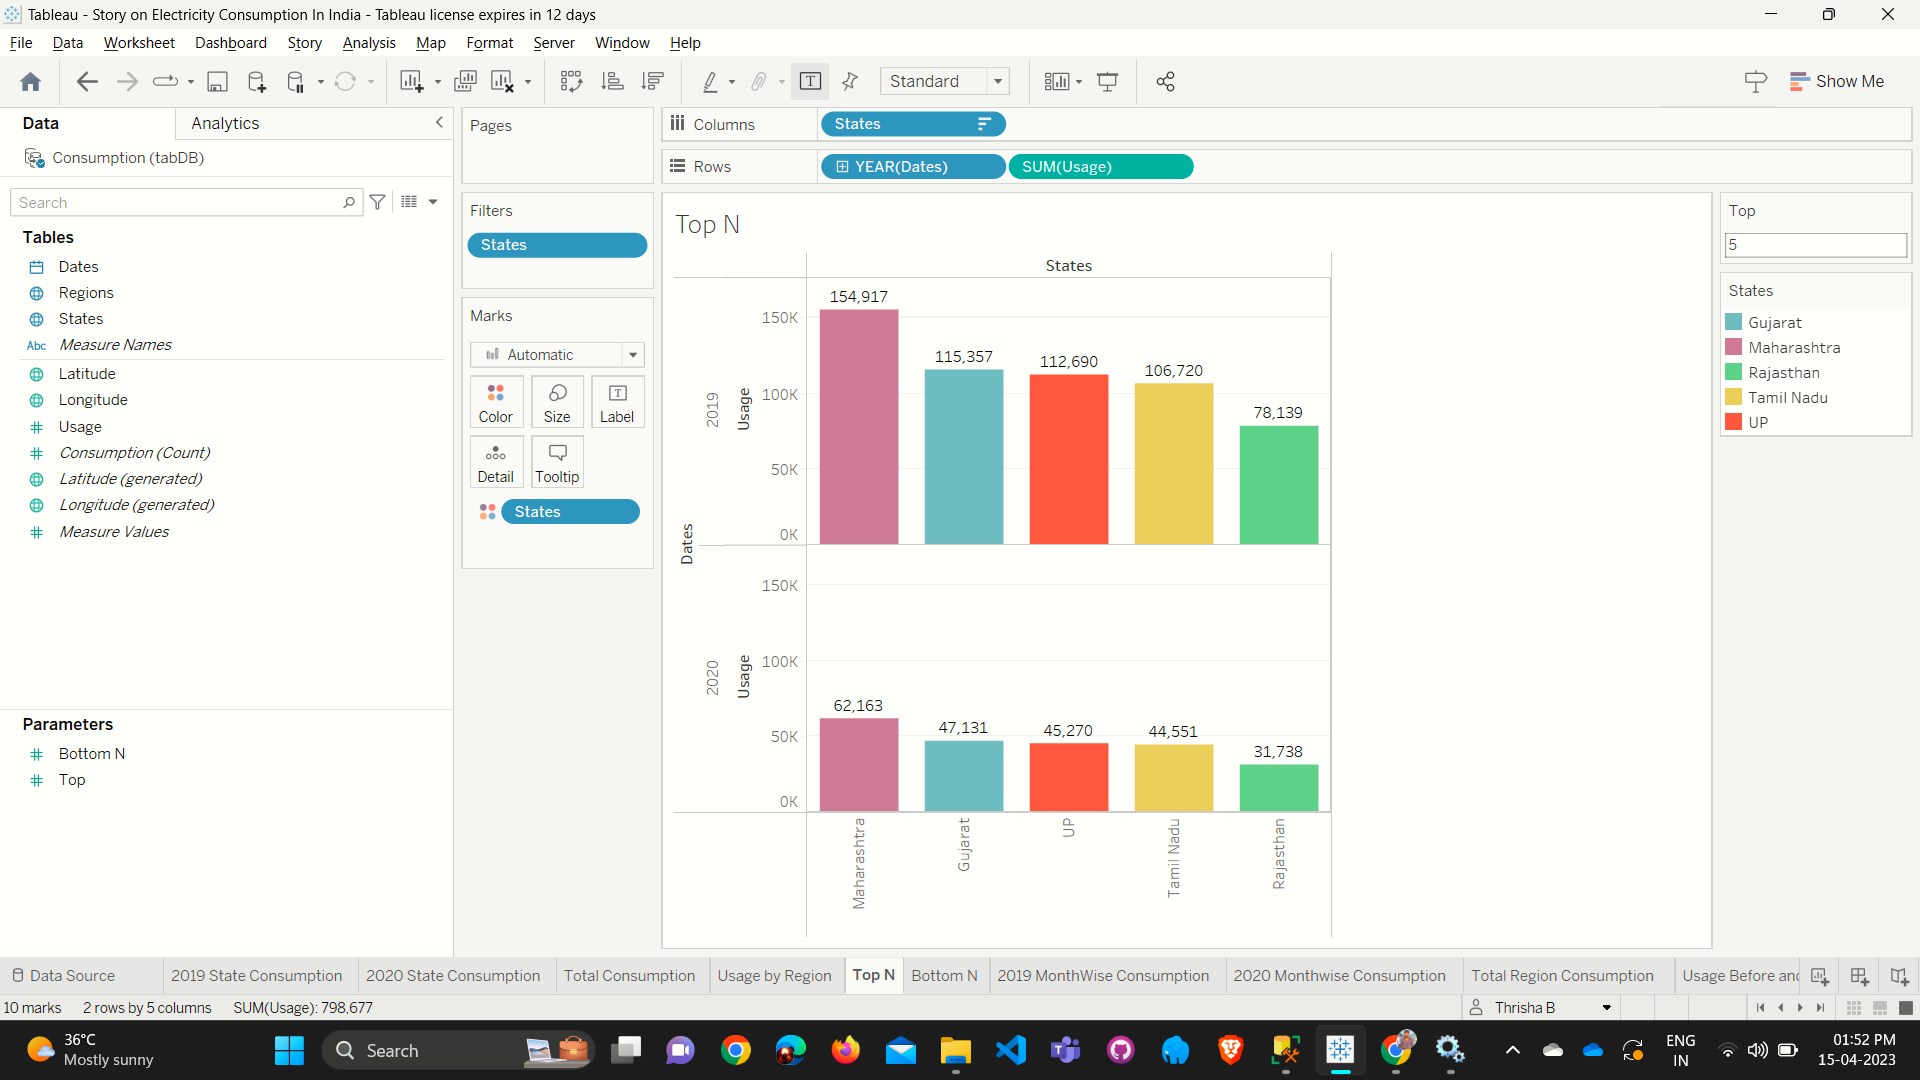 Tableau - Story on Electricity Consumption In India - Tableau license expires in 12 days
File Data Worksheet Dashboard Story Analysis Map Format Server Window Help
Standard
Show Me
Data
Analytics
Consumption (tabDB)
Search
Tables
Dates
Regions
States
Abc Measure Names
Latitude
Longitude
Usage
Consumption (Count)
Latitude (generated)
Longitude (generated)
Measure Values
Parameters
Bottom N
Top
Pages
Filters
States
Marks
Automatic
Color Size Label
Detail Tooltip
States
Columns States
Rows YEAR(Dates) SUM(Usage)
Top N
States
Dates
2019
Usage
150K
100K
50K
0K
154,917
115,357
112,690
106,720
78,139
2020
Usage
150K
100K
50K
0K
62,163
47,131
45,270
44,551
31,738
Maharashtra
Gujarat
UP
Tamil Nadu
Rajasthan
Top
5
States
Gujarat
Maharashtra
Rajasthan
Tamil Nadu
UP
Data Source 2019 State Consumption 2020 State Consumption Total Consumption Usage by Region Top N Bottom N 2019 MonthWise Consumption 2020 Monthwise Consumption Total Region Consumption Usage Before and
10 marks 2 rows by 5 columns SUM(Usage): 798,677
Thrisha B
36°C
Mostly sunny
Search
ENG
IN
01:52 PM
15-04-2023